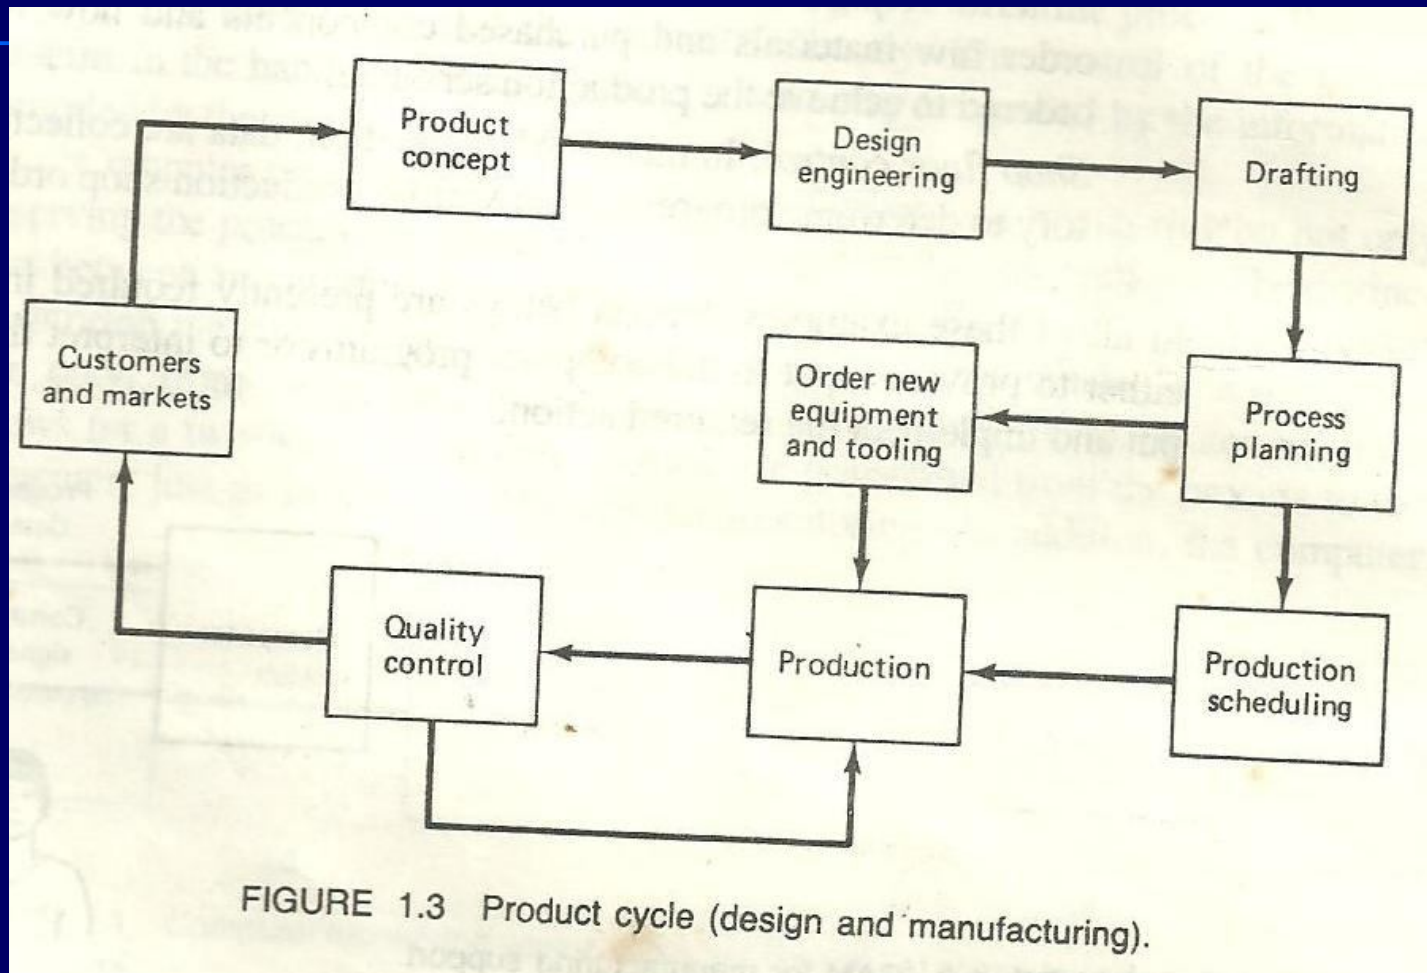 Product
concept
Design
engineering
Drafting
Customers
and markets
Order new
equipment
and tooling
Process
planning
Quality
control
Production
Production
scheduling
FIGURE 1.3 Product cycle (design and manufacturing).